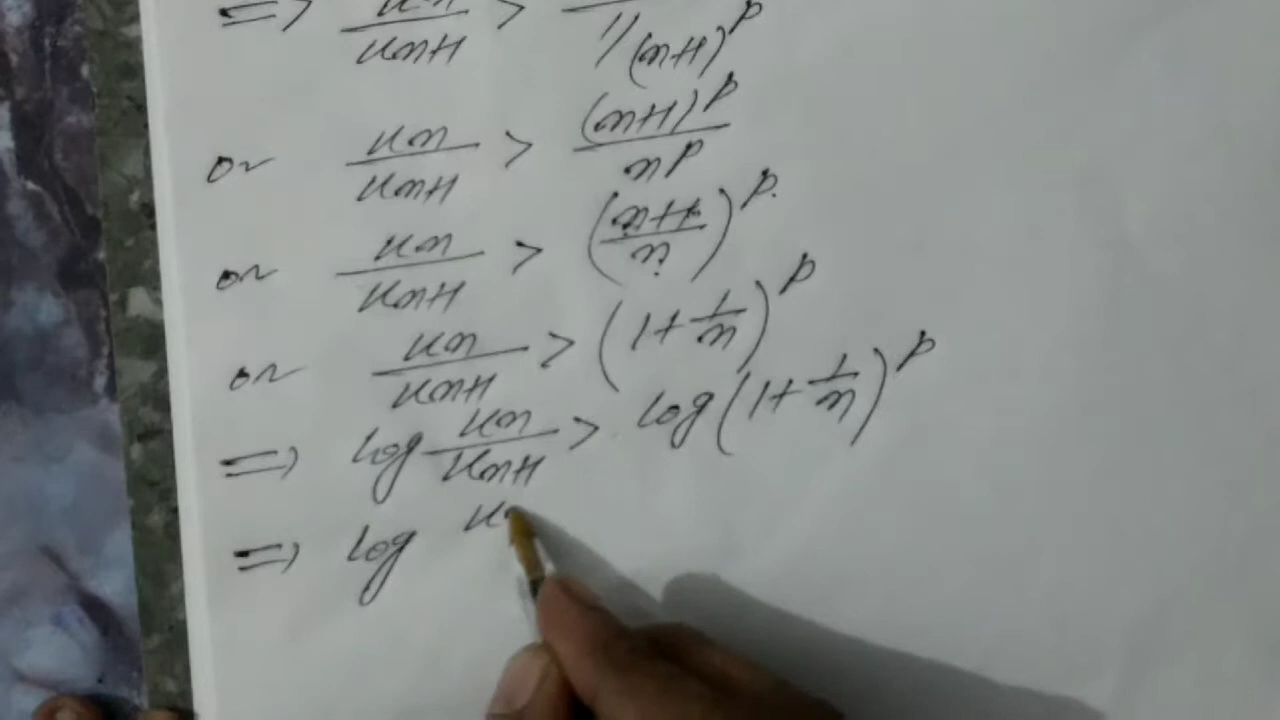 => un/un+1 > 1/(n+1)^p
or un/un+1 > (n+1)^p/n^p
or un/un+1 > ((n+1)/n)^p.
or un/un+1 > (1+1/n)^p
=> log un/un+1 > log(1+1/n)^p
=> log un